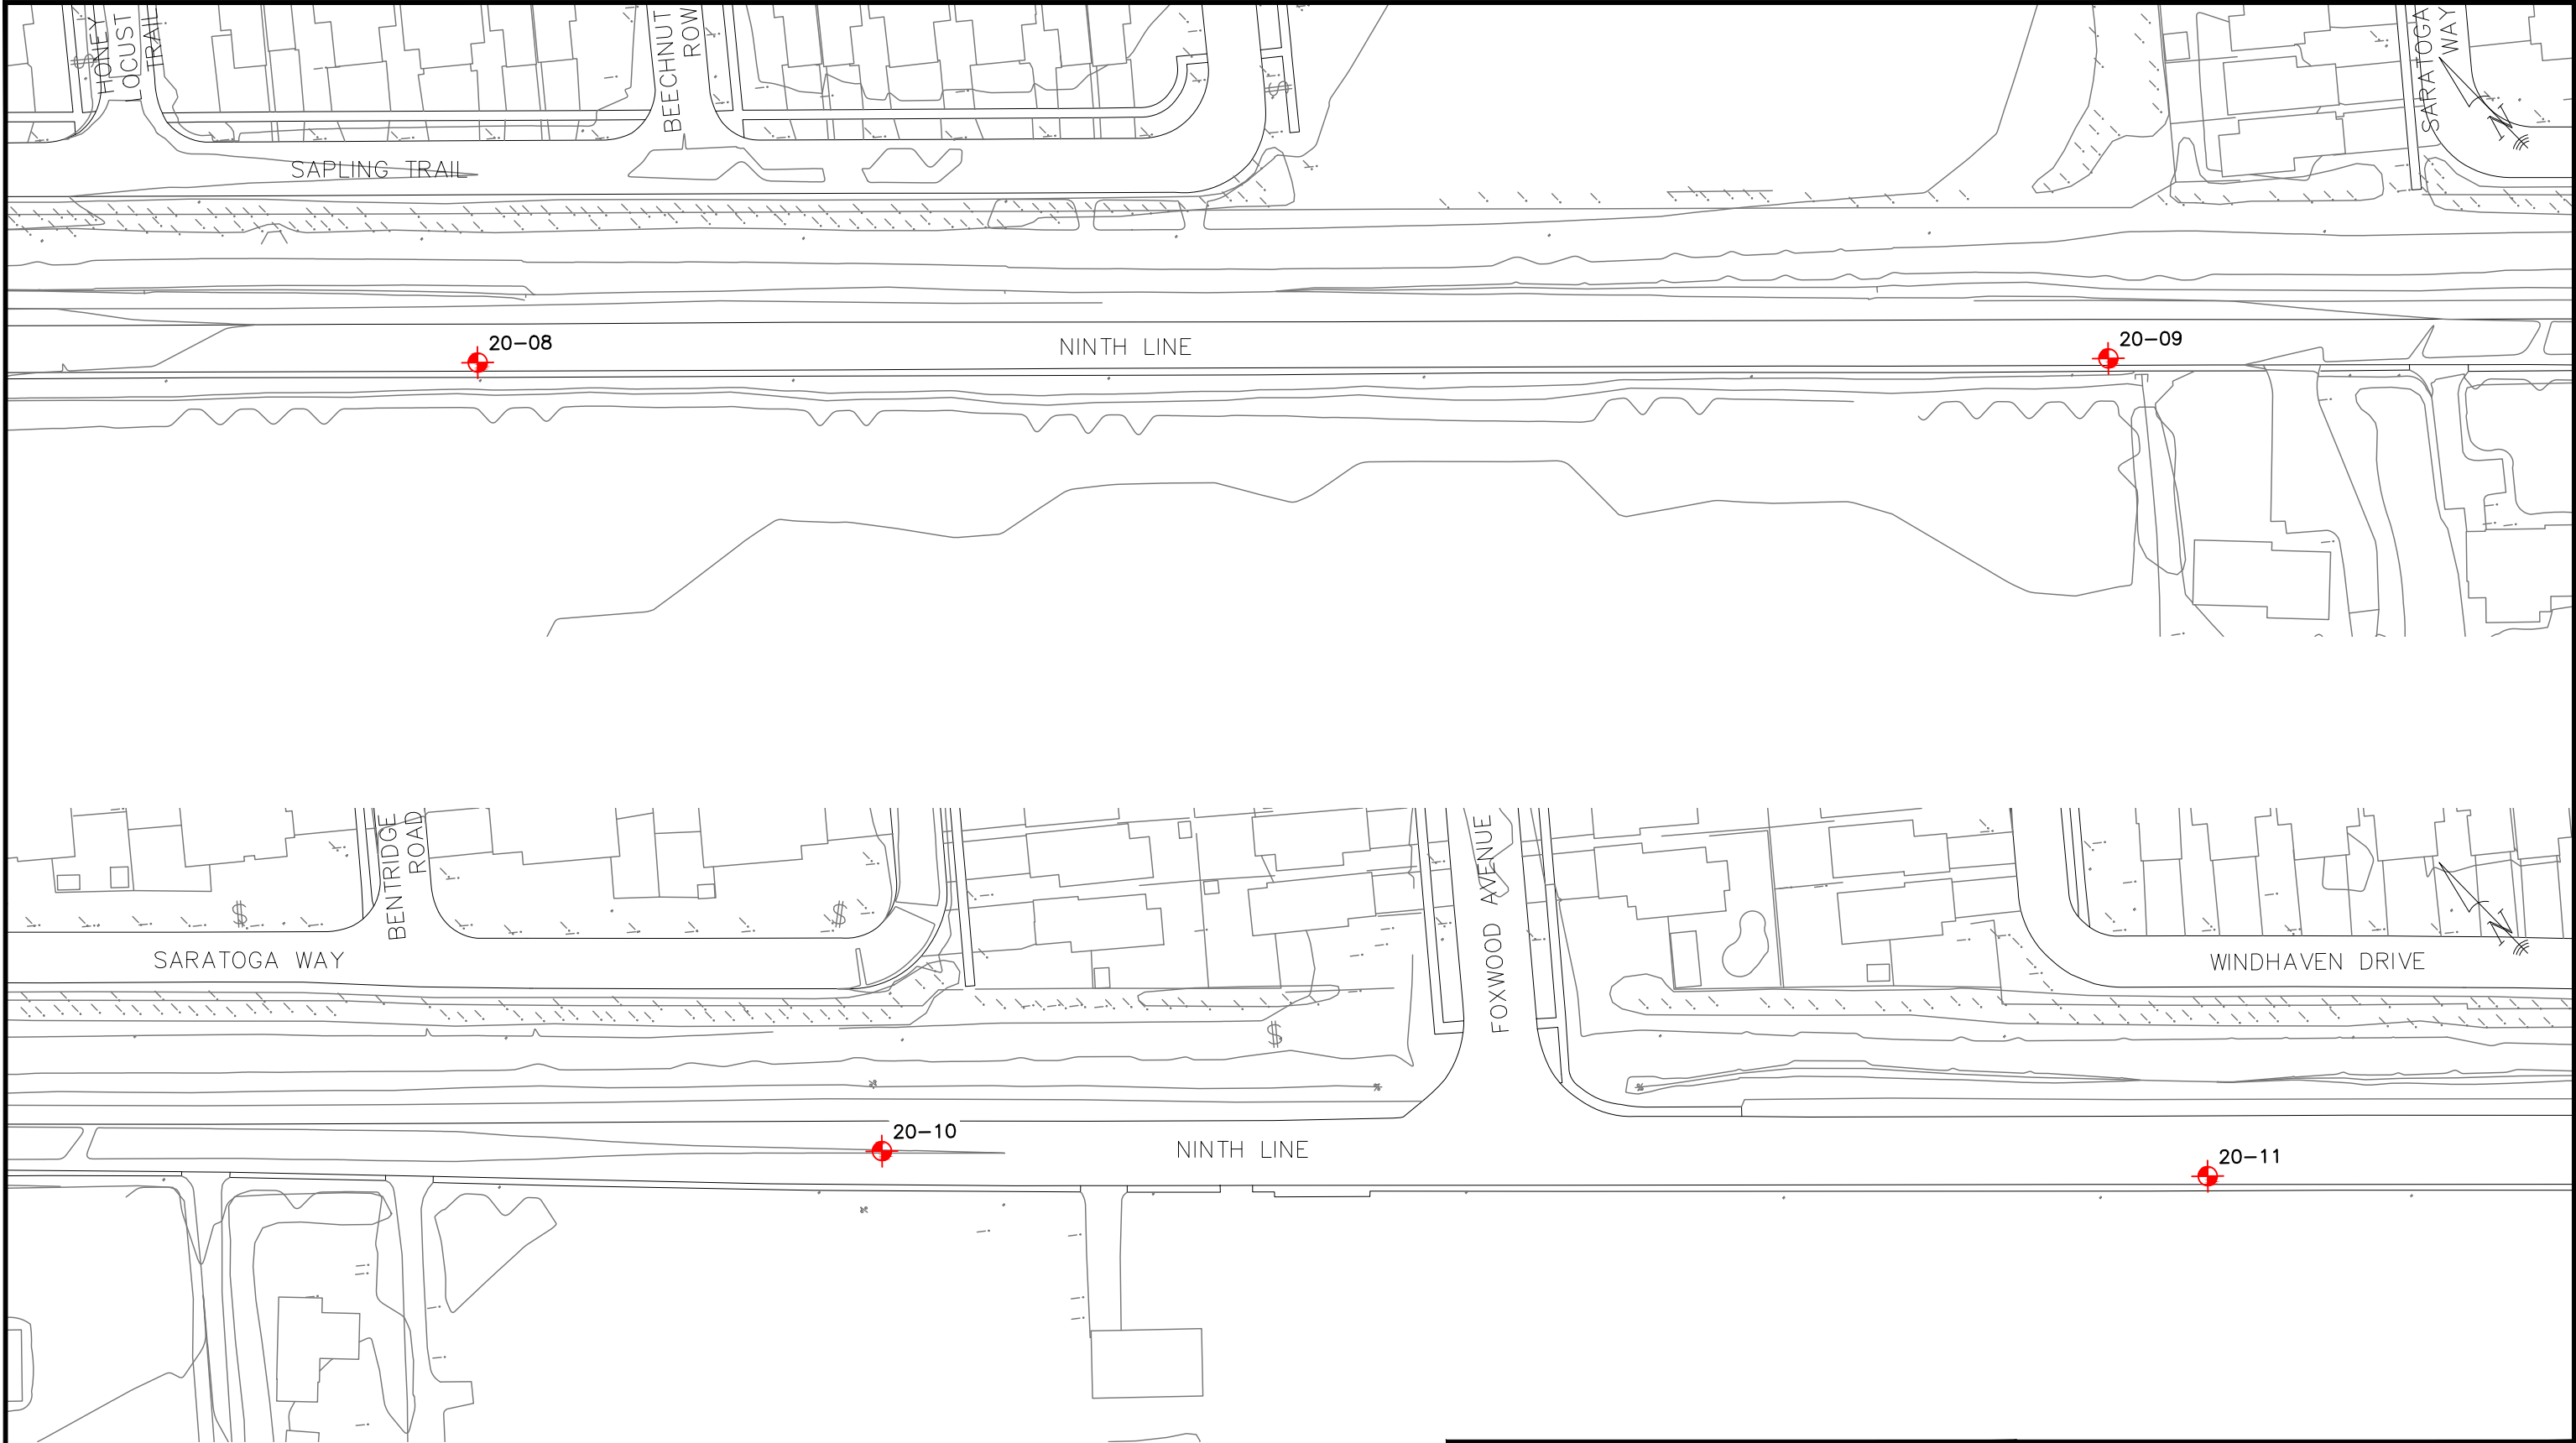 HONEY
LOCUST
TRAIL
BEECHNUT
ROW
SARATOGA
WAY
N
SAPLING TRAIL
20-08
NINTH LINE
20-09
BENTRIDGE
ROAD
FOXWOOD AVENUE
N
SARATOGA WAY
WINDHAVEN DRIVE
20-10
NINTH LINE
20-11